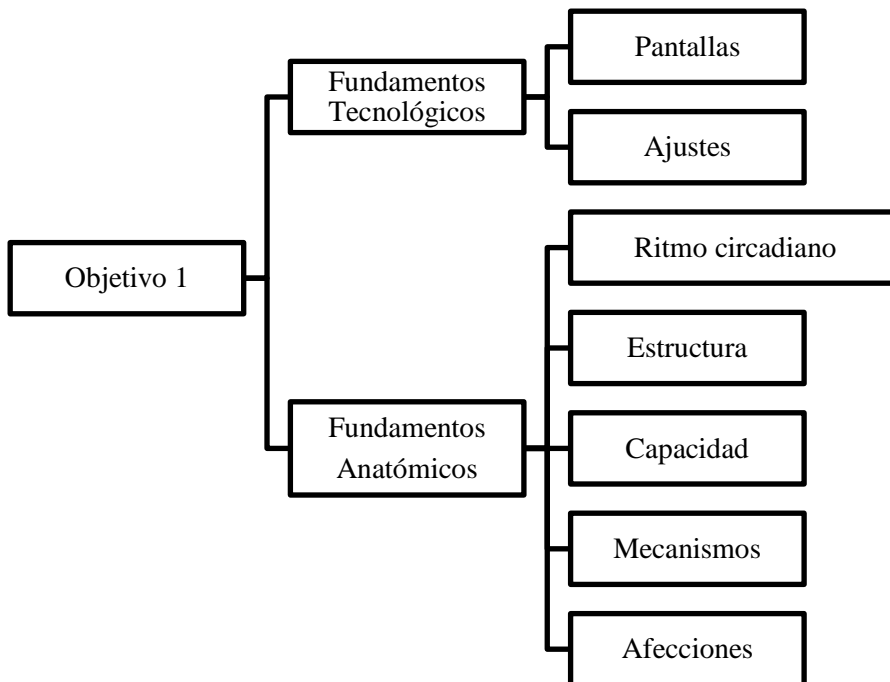 Pantallas
Fundamentos
Tecnológicos
Ajustes
Ritmo circadiano
Objetivo 1
Estructura
Fundamentos
Anatómicos
Capacidad
Mecanismos
Afecciones